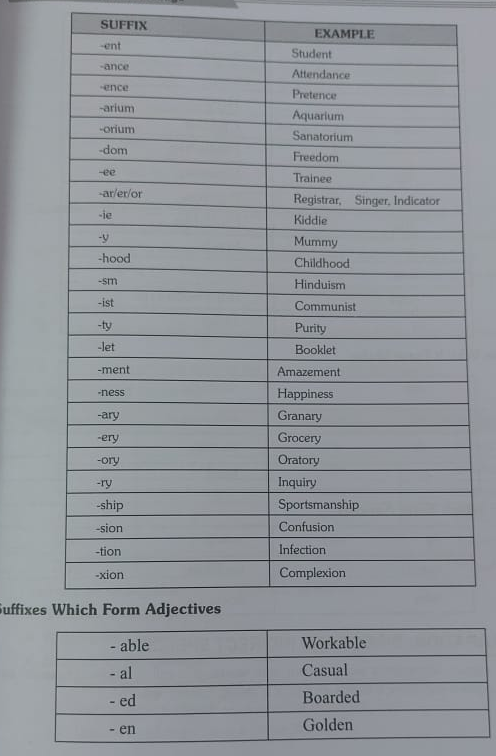 SUFFIX EXAMPLE
-ent Student
-ance Attendance
-ence Pretence
-arium Aquarium
-orium Sanatorium
-dom Freedom
-ee Trainee
-ar/er/or Registrar, Singer, Indicator
-ie Kiddie
-y Mummy
-hood Childhood
-sm Hinduism
-ist Communist
-ty Purity
-let Booklet
-ment Amazement
-ness Happiness
-ary Granary
-ery Grocery
-ory Oratory
-ry Inquiry
-ship Sportsmanship
-sion Confusion
-tion Infection
-xion Complexion
Suffixes Which Form Adjectives
- able Workable
- al Casual
- ed Boarded
- en Golden